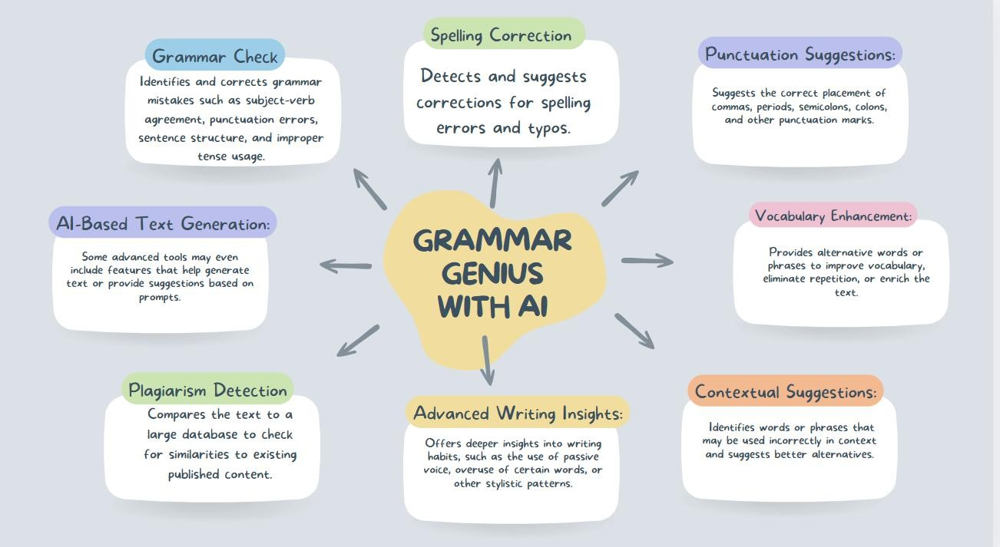 Grammar Check
Identifies and corrects grammar
mistakes such as subject-verb
agreement, punctuation errors,
sentence structure, and improper
tense usage.
Spelling Correction
Detects and suggests
corrections for spelling
errors and typos.
Punctuation Suggestions:
Suggests the correct placement of
commas, periods, semicolons, colons,
and other punctuation marks.
AI-Based Text Generation:
Some advanced tools may even
include features that help generate
text or provide suggestions based on
prompts.
GRAMMAR
GENIUS
WITH AI
Vocabulary Enhancement:
Provides alternative words or
phrases to improve vocabulary,
eliminate repetition, or enrich the
text.
Plagiarism Detection
Compares the text to a
large database to check
for similarities to existing
published content.
Advanced Writing Insights:
Offers deeper insights into writing
habits, such as the use of passive
voice, overuse of certain words, or
other stylistic patterns.
Contextual Suggestions:
Identifies words or phrases that
may be used incorrectly in context
and suggests better alternatives.